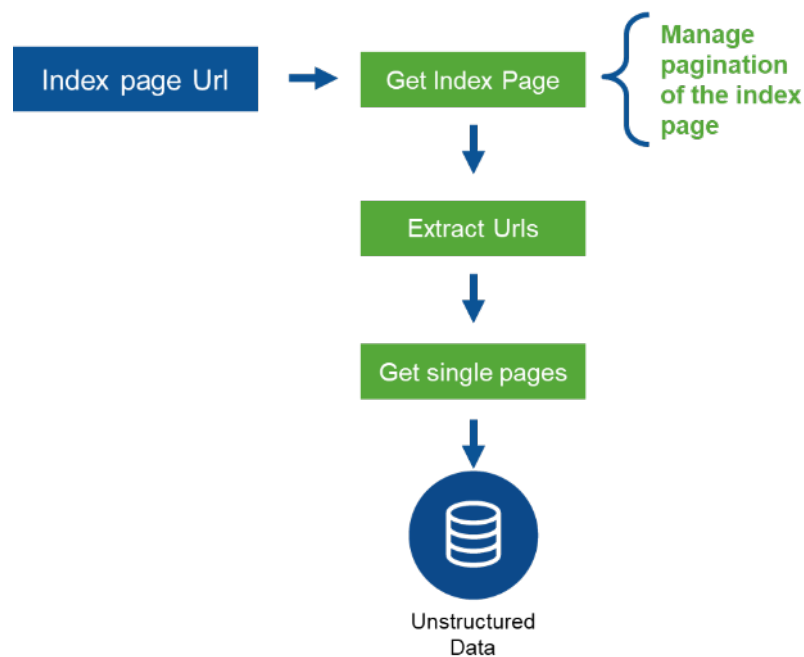 Index page Url
Get Index Page
Manage
pagination
of the index
page
Extract Urls
Get single pages
Unstructured
Data